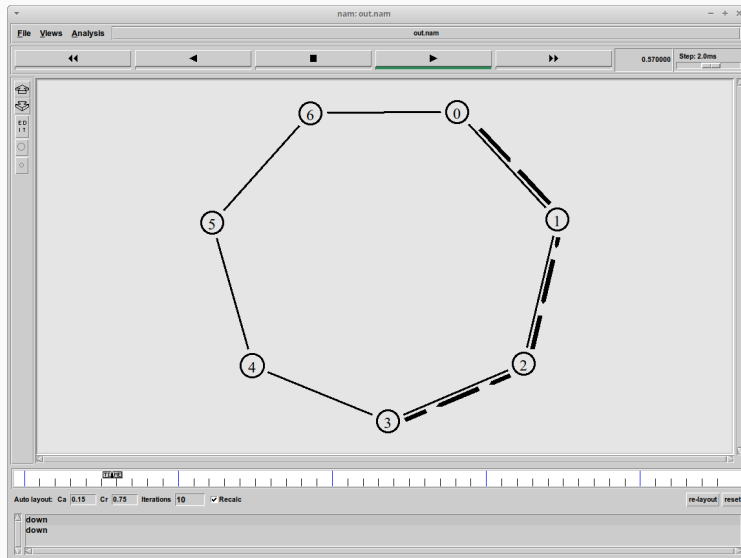 nam: out.nam
File Views Analysis out.nam
0.570000 Step: 2.0ms
ED
IT
6 0
5 1
4 2
3
TIME
Auto layout: Ca 0.15 Cr 0.75 Iterations 10 Recalc re-layout reset
down
down